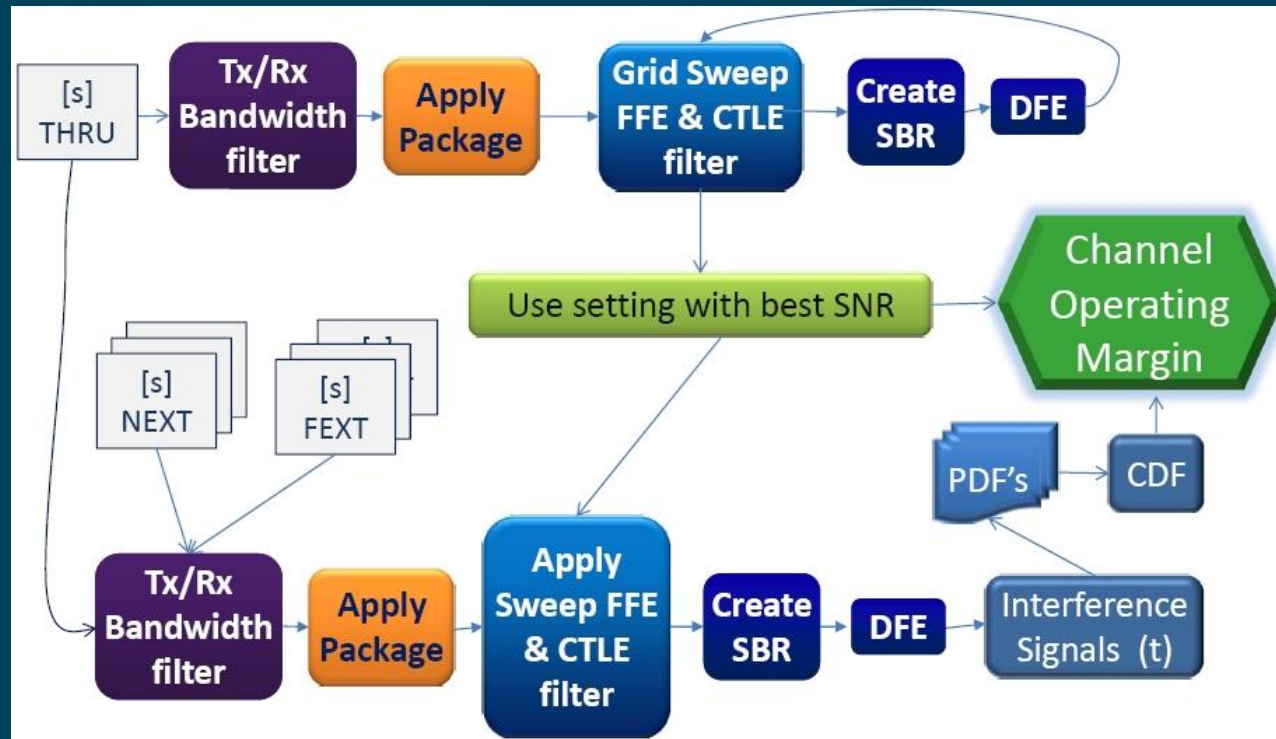 [s]
THRU
Tx/Rx
Bandwidth
filter
Apply
Package
Grid Sweep
FFE & CTLE
filter
Create
SBR
DFE
Use setting with best SNR
Channel
Operating
Margin
[s]
NEXT
[s]
FEXT
PDF's
CDF
Tx/Rx
Bandwidth
filter
Apply
Package
Apply
Sweep FFE
& CTLE
filter
Create
SBR
DFE
Interference
Signals (t)